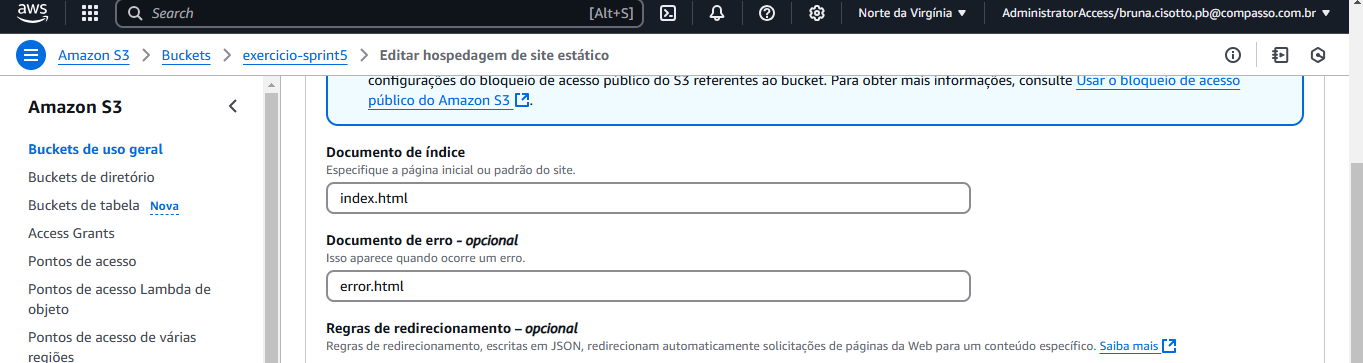 aws
Search [Alt+S] Norte da Virgínia AdministratorAccess/bruna.cisotto.pb@compasso.com.br
Amazon S3 Buckets exercicio-sprint5 Editar hospedagem de site estático
Amazon S3
Buckets de uso geral
Buckets de diretório
Buckets de tabela Nova
Access Grants
Pontos de acesso
Pontos de acesso Lambda de
objeto
Pontos de acesso de várias
regiões
configurações do bloqueio de acesso público do S3 referentes ao bucket. Para obter mais informações, consulte Usar o bloqueio de acesso
público do Amazon S3.
Documento de índice
Especifique a página inicial ou padrão do site.
index.html
Documento de erro - opcional
Isso aparece quando ocorre um erro.
error.html
Regras de redirecionamento – opcional
Regras de redirecionamento, escritas em JSON, redirecionam automaticamente solicitações de páginas da Web para um conteúdo específico. Saiba mais